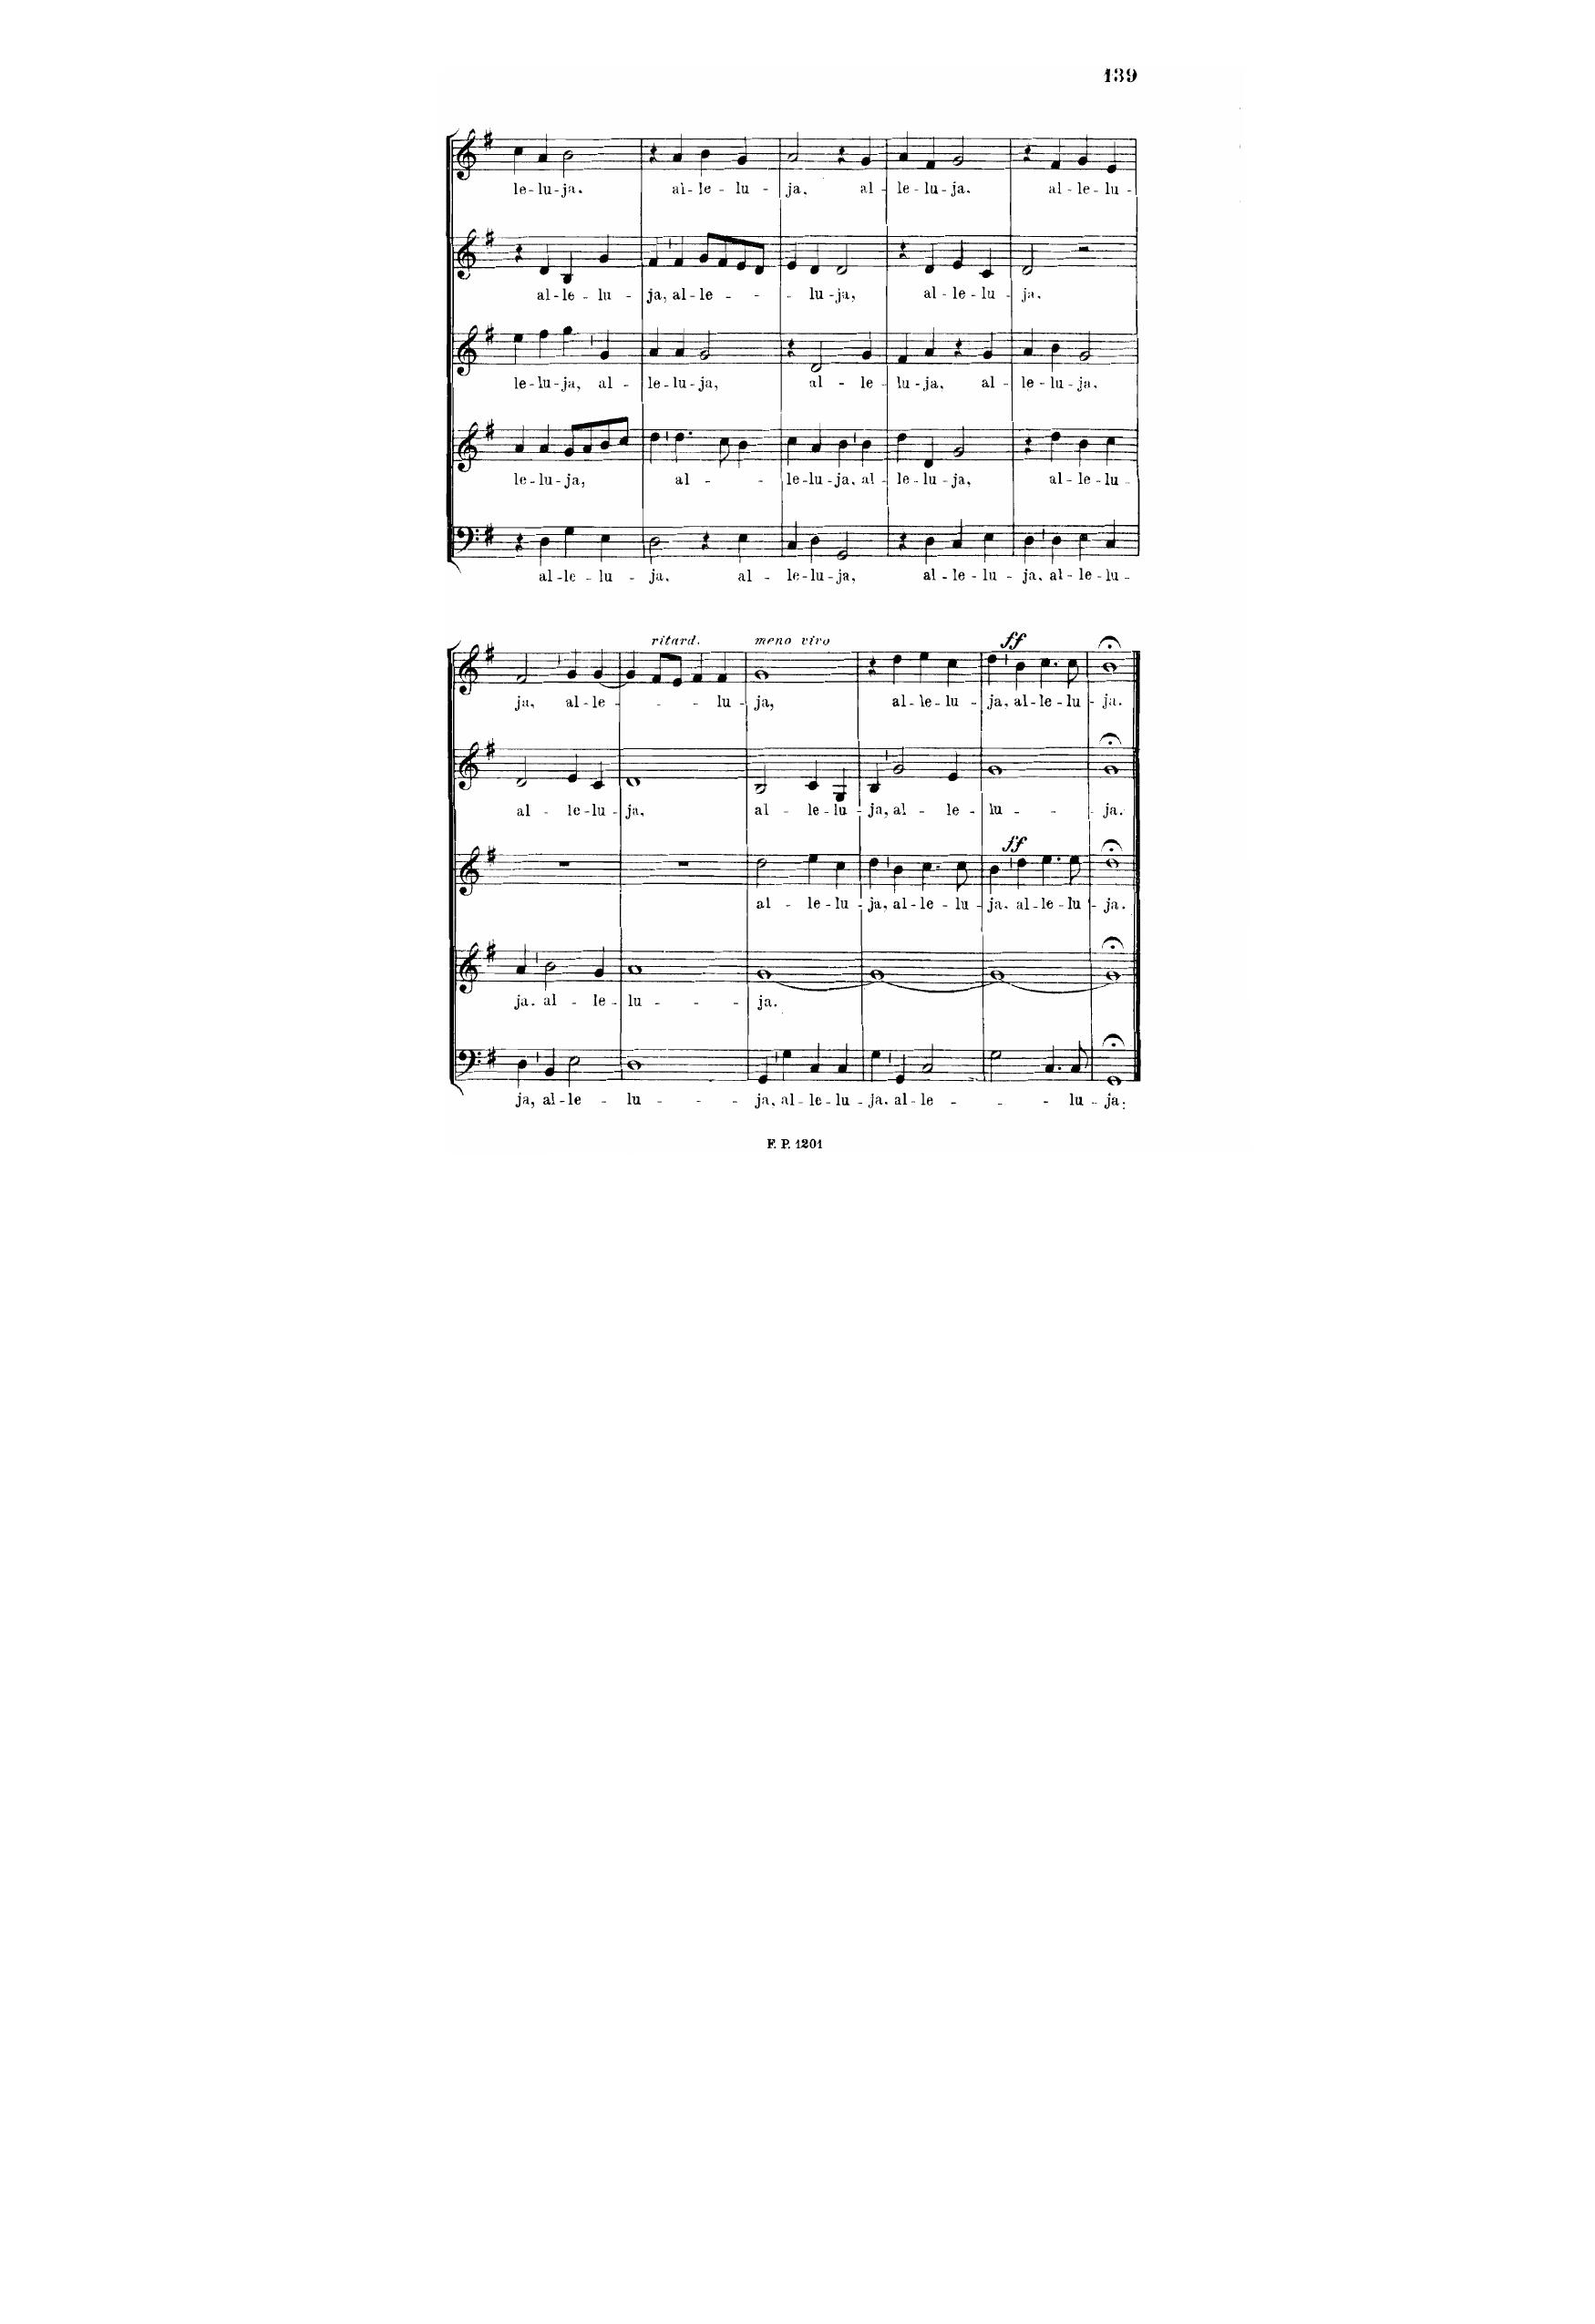 139
le-lu-ja. al-le-lu-ja, al-le-lu-ja. al-le-lu-
al-le-lu-ja, al-le---lu-ja, al-le-lu-ja.
le-lu-ja, al-le-lu-ja, al-le-lu-ja, al-le-lu-ja.
le-lu-ja, al--le-lu-ja. al-le-lu-ja, al-le-lu-
al-le-lu-ja. al-le-lu-ja, al-le-lu-ja. al-le-lu-
ritard. meno vivo ff
ja, al-le---lu-ja, al-le-lu-ja, al-le-lu-ja.
al-le-lu-ja. al-le-lu-ja, al-le-lu--ja.
ff
al-le-lu-ja, al-le-lu-ja. al-le-lu-ja.
ja. al-le-lu---ja.
ja, al-le-lu---ja. al-le-lu-ja. al-le---lu-ja.
F. P. 1201